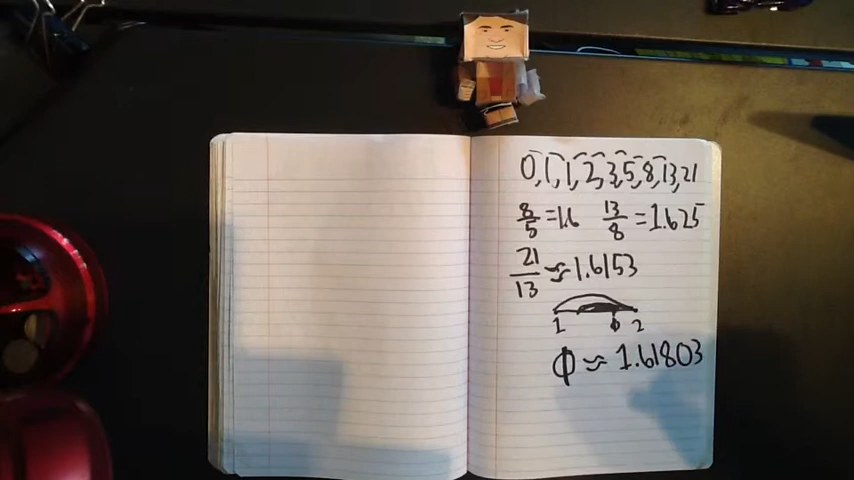 0, 1, 1, 2, 3, 5, 8, 13, 21
8/5 = 1.6 13/8 = 1.625
21/13 ≈ 1.6153
1 ϕ 2
ϕ ≈ 1.61803